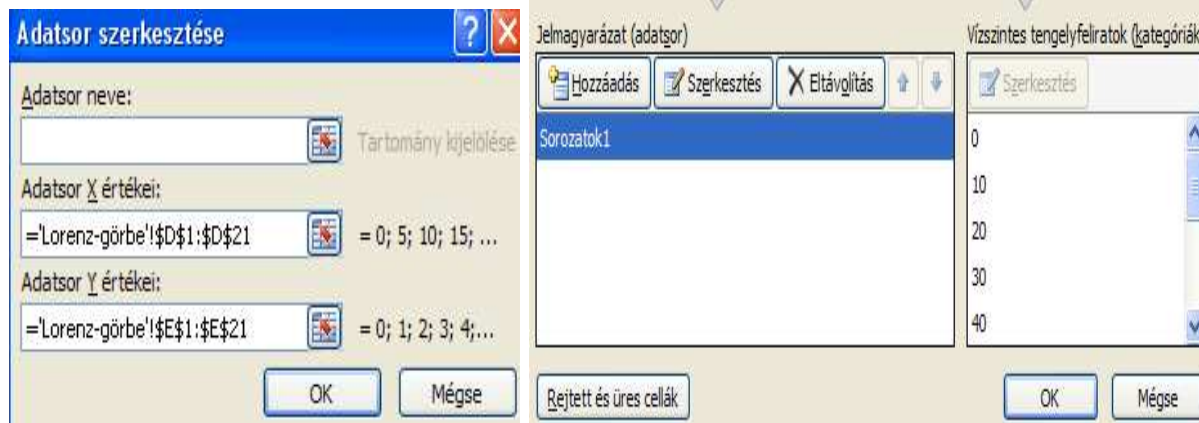 Adatsor szerkesztése
Adatsor neve:
Tartomány kijelölése
Adatsor X értékei:
='Lorenz-görbe'!$D$1:$D$21 = 0; 5; 10; 15; ...
Adatsor Y értékei:
='Lorenz-görbe'!$E$1:$E$21 = 0; 1; 2; 3; 4;...
OK Mégse
Jelmagyarázat (adatsor)
Hozzáadás Szerkesztés Eltávolítás
Sorozatok1
Rejtett és üres cellák
Vízszintes tengelyfeliratok (kategóriák
Szerkesztés
0
10
20
30
40
OK Mégse